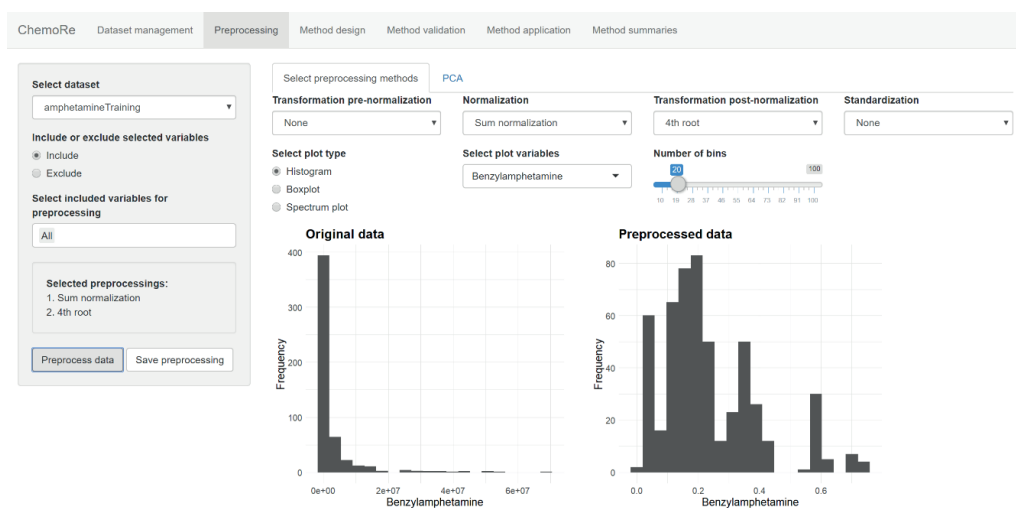 ChemoRe Dataset management Preprocessing Method design Method validation Method application Method summaries
Select dataset
amphetamineTraining
Include or exclude selected variables
Include
Exclude
Select included variables for
preprocessing
All
Selected preprocessings:
1. Sum normalization
2. 4th root
Preprocess data Save preprocessing
Select preprocessing methods PCA
Transformation pre-normalization Normalization Transformation post-normalization Standardization
None Sum normalization 4th root None
Select plot type Select plot variables Number of bins
Histogram Benzylamphetamine 20 100
Boxplot
Spectrum plot
10 19 28 37 46 55 64 73 82 91 100
Original data
Frequency
400
300
200
100
0
0e+00 2e+07 4e+07 6e+07
Benzylamphetamine
Preprocessed data
Frequency
80
60
40
20
0
0.0 0.2 0.4 0.6
Benzylamphetamine